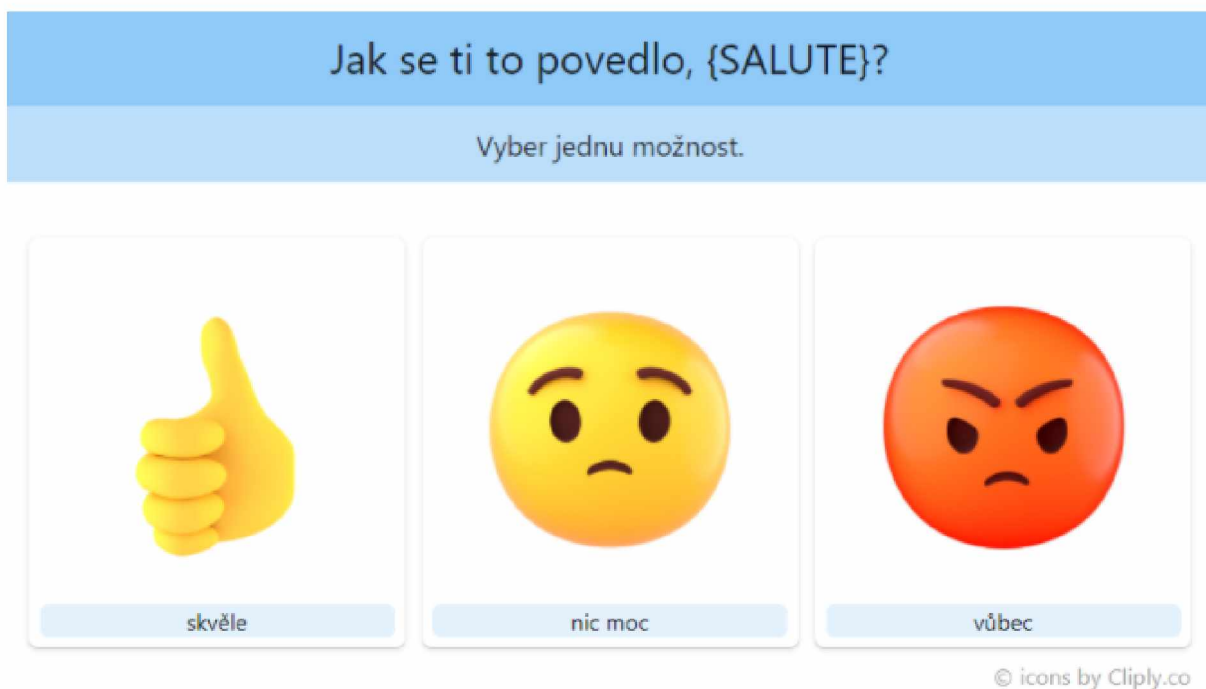 Jak se ti to povedlo, {SALUTE}?
Vyber jednu možnost.
skvěle
nic moc
vůbec
© icons by Cliply.co